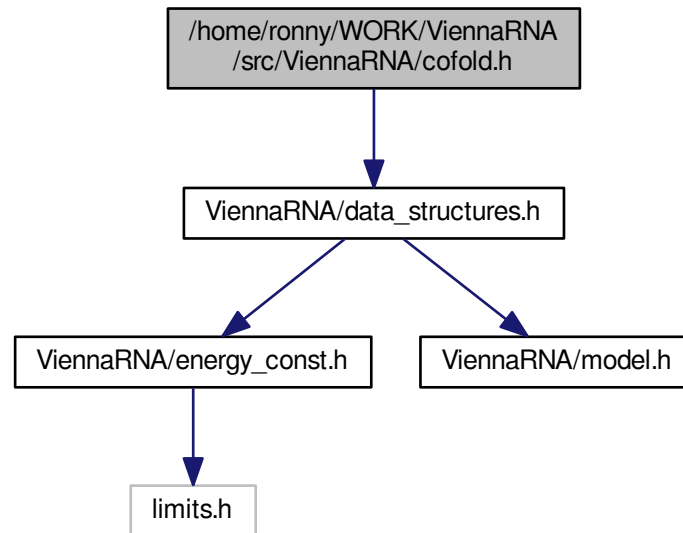 /home/ronny/WORK/ViennaRNA
/src/ViennaRNA/cofold.h
ViennaRNA/data_structures.h
ViennaRNA/energy_const.h
ViennaRNA/model.h
limits.h